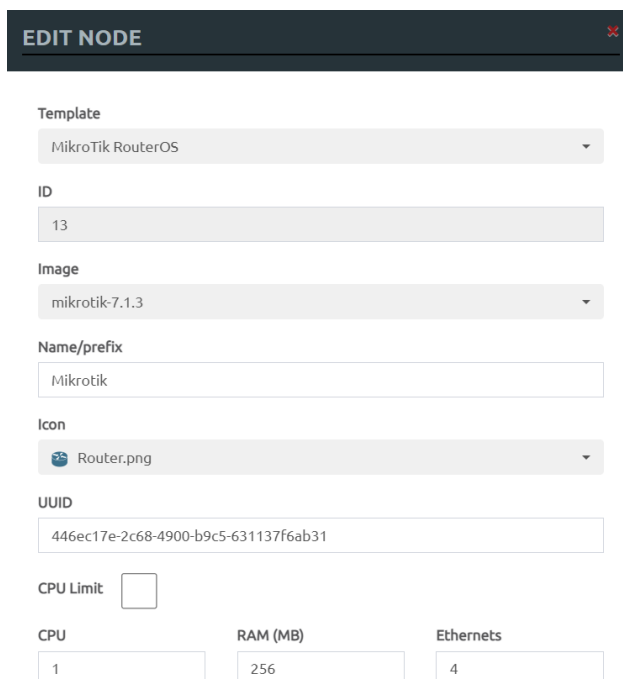 EDIT NODE
Template
MikroTik RouterOS
ID
13
Image
mikrotik-7.1.3
Name/prefix
Mikrotik
Icon
Router.png
UUID
446ec17e-2c68-4900-b9c5-631137f6ab31
CPU Limit
CPU RAM (MB) Ethernets
1 256 4